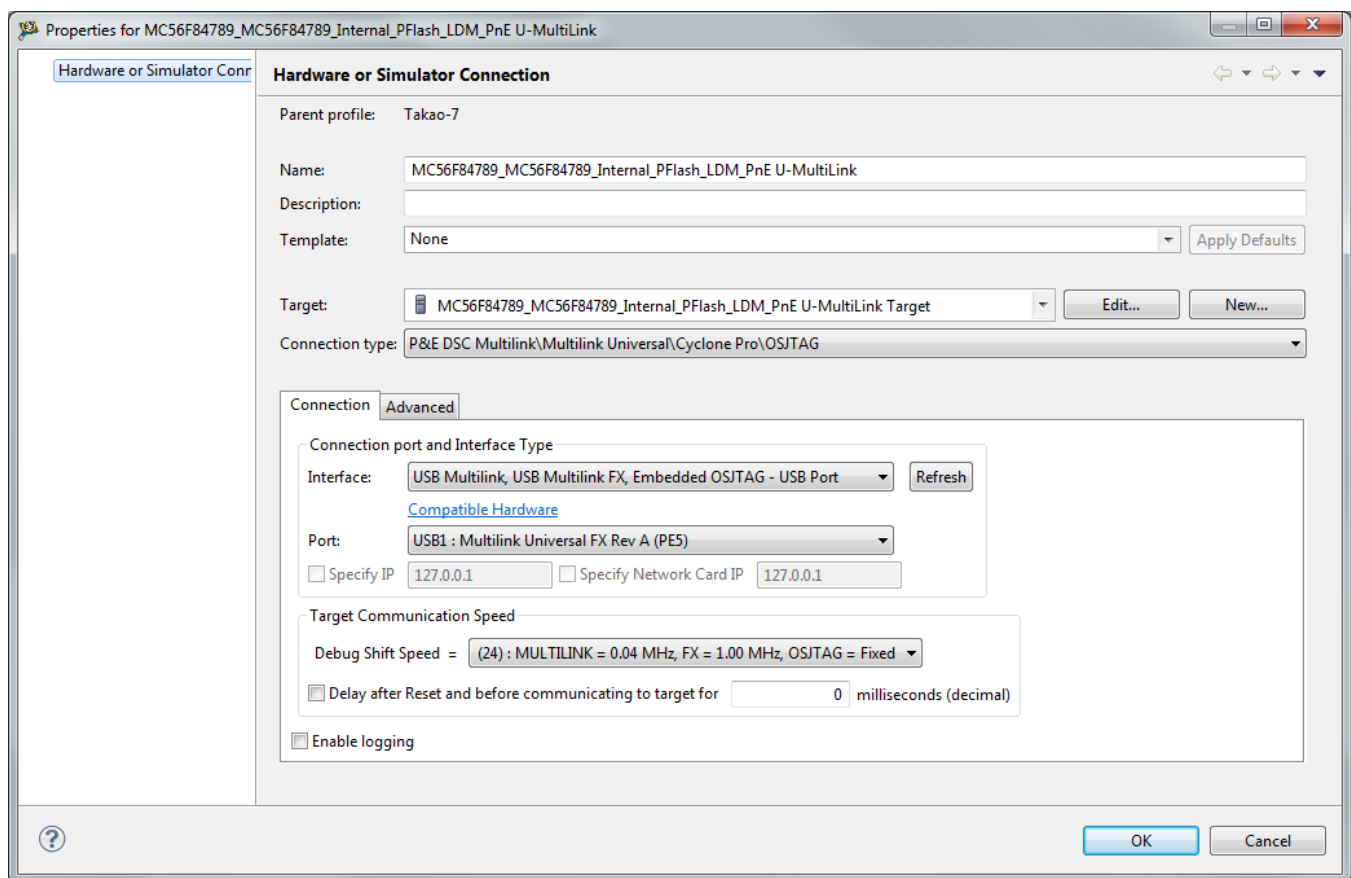 Properties for MC56F84789_MC56F84789_Internal_PFlash_LDM_PnE U-MultiLink
Hardware or Simulator Conn
Hardware or Simulator Connection
Parent profile: Takao-7
Name: MC56F84789_MC56F84789_Internal_PFlash_LDM_PnE U-MultiLink
Description:
Template: None Apply Defaults
Target: MC56F84789_MC56F84789_Internal_PFlash_LDM_PnE U-MultiLink Target Edit... New...
Connection type: P&E DSC Multilink\Multilink Universal\Cyclone Pro\OSJTAG
Connection Advanced
Connection port and Interface Type
Interface: USB Multilink, USB Multilink FX, Embedded OSJTAG - USB Port Refresh
Compatible Hardware
Port: USB1 : Multilink Universal FX Rev A (PE5)
Specify IP 127.0.0.1 Specify Network Card IP 127.0.0.1
Target Communication Speed
Debug Shift Speed = (24) : MULTILINK = 0.04 MHz, FX = 1.00 MHz, OSJTAG = Fixed
Delay after Reset and before communicating to target for 0 milliseconds (decimal)
Enable logging
? OK Cancel